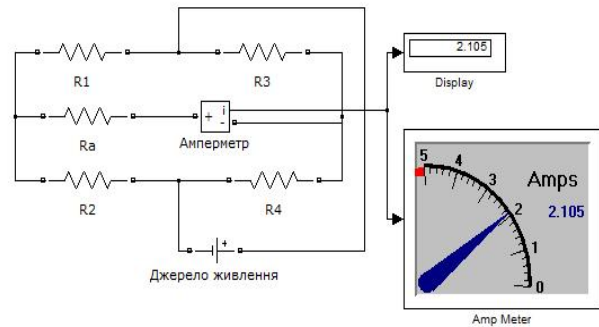 R1
R3
Ra
+
i
-
Амперметр
R2
R4
+
Джерело живлення
2.105
Display
5
4
3
2
1
0
Amps
2.105
Amp Meter